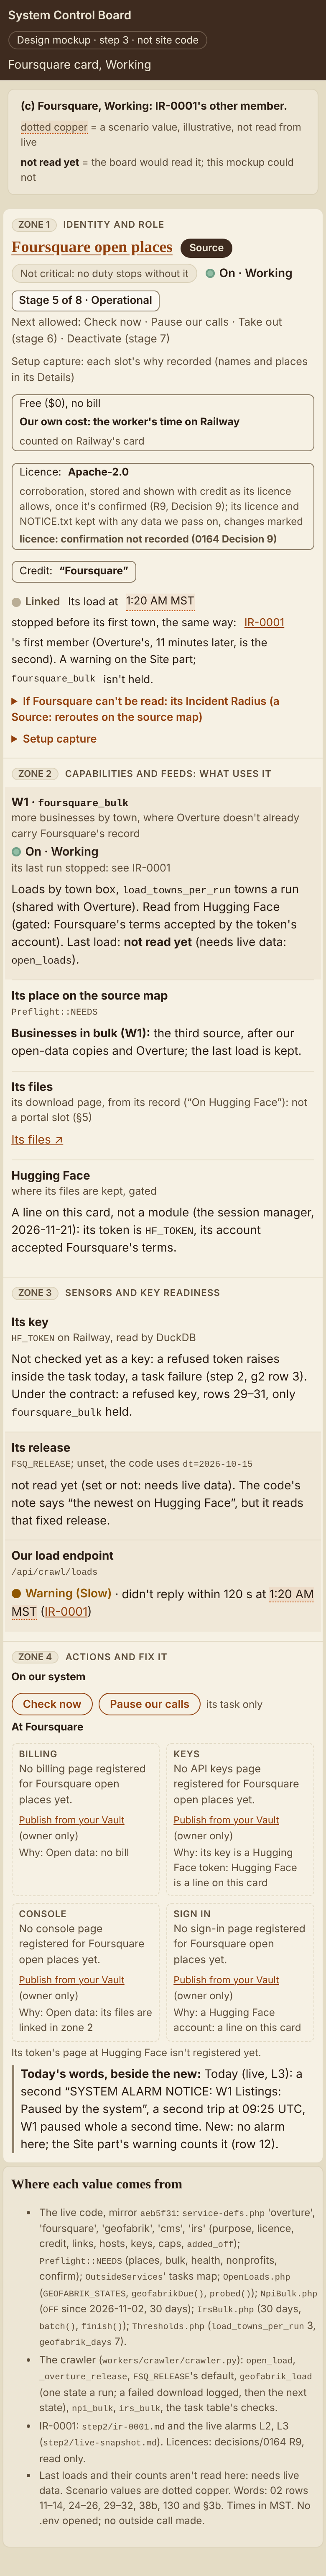 System Control Board
Design mockup · step 3 · not site code
Foursquare card, Working
(c) Foursquare, Working: IR-0001's other member.
dotted copper = a scenario value, illustrative, not read from
live
not read yet = the board would read it; this mockup could
not
ZONE 1 IDENTITY AND ROLE
Foursquare open places Source
Not critical: no duty stops without it On · Working
Stage 5 of 8 · Operational
Next allowed: Check now · Pause our calls · Take out
(stage 6) · Deactivate (stage 7)
Setup capture: each slot's why recorded (names and places
in its Details)
Free ($0), no bill
Our own cost: the worker's time on Railway
counted on Railway's card
Licence: Apache-2.0
corroboration, stored and shown with credit as its licence
allows, once it's confirmed (R9, Decision 9); its licence and
NOTICE.txt kept with any data we pass on, changes marked
licence: confirmation not recorded (0164 Decision 9)
Credit: “Foursquare”
Linked Its load at 1:20 AM MST
stopped before its first town, the same way: IR-0001
's first member (Overture's, 11 minutes later, is the
second). A warning on the Site part;
foursquare_bulk isn't held.
▶ If Foursquare can't be read: its Incident Radius (a
Source: reroutes on the source map)
▶ Setup capture
ZONE 2 CAPABILITIES AND FEEDS: WHAT USES IT
W1 · foursquare_bulk
more businesses by town, where Overture doesn't already
carry Foursquare's record
On · Working
its last run stopped: see IR-0001
Loads by town box, load_towns_per_run towns a run
(shared with Overture). Read from Hugging Face
(gated: Foursquare's terms accepted by the token's
account). Last load: not read yet (needs live data:
open_loads).
Its place on the source map
Preflight::NEEDS
Businesses in bulk (W1): the third source, after our
open-data copies and Overture; the last load is kept.
Its files
its download page, from its record (“On Hugging Face”): not
a portal slot (§5)
Its files ↗
Hugging Face
where its files are kept, gated
A line on this card, not a module (the session manager,
2026-11-21): its token is HF_TOKEN, its account
accepted Foursquare's terms.
ZONE 3 SENSORS AND KEY READINESS
Its key
HF_TOKEN on Railway, read by DuckDB
Not checked yet as a key: a refused token raises
inside the task today, a task failure (step 2, g2 row 3).
Under the contract: a refused key, rows 29–31, only
foursquare_bulk held.
Its release
FSQ_RELEASE; unset, the code uses dt=2026-10-15
not read yet (set or not: needs live data). The code's
note says “the newest on Hugging Face”, but it reads
that fixed release.
Our load endpoint
/api/crawl/loads
Warning (Slow) · didn't reply within 120 s at 1:20 AM
MST (IR-0001)
ZONE 4 ACTIONS AND FIX IT
On our system
Check now Pause our calls its task only
At Foursquare
BILLING
No billing page registered
for Foursquare open
places yet.
Publish from your Vault
(owner only)
Why: Open data: no bill
KEYS
No API keys page
registered for Foursquare
open places yet.
Publish from your Vault
(owner only)
Why: its key is a Hugging
Face token: Hugging Face
is a line on this card
CONSOLE
No console page
registered for Foursquare
open places yet.
Publish from your Vault
(owner only)
Why: Open data: its files are
linked in zone 2
SIGN IN
No sign-in page registered
for Foursquare open
places yet.
Publish from your Vault
(owner only)
Why: a Hugging Face
account: a line on this card
Its token's page at Hugging Face isn't registered yet.
Today's words, beside the new: Today (live, L3): a
second “SYSTEM ALARM NOTICE: W1 Listings:
Paused by the system”, a second trip at 09:25 UTC,
W1 paused whole a second time. New: no alarm
here; the Site part's warning counts it (row 12).
Where each value comes from
• The live code, mirror aeb5f31: service-defs.php 'overture',
'foursquare', 'geofabrik', 'cms', 'irs' (purpose, licence,
credit, links, hosts, keys, caps, added_off);
Preflight::NEEDS (places, bulk, health, nonprofits,
confirm); OutsideServices' tasks map; OpenLoads.php
(GEOFABRIK_STATES, geofabrikDue(), probed()); NpiBulk.php
(OFF since 2026-11-02, 30 days); IrsBulk.php (30 days,
batch(), finish()); Thresholds.php (load_towns_per_run 3,
geofabrik_days 7).
• The crawler (workers/crawler/crawler.py): open_load,
_overture_release, FSQ_RELEASE's default, geofabrik_load
(one state a run; a failed download logged, then the next
state), npi_bulk, irs_bulk, the task table's checks.
• IR-0001: step2/ir-0001.md and the live alarms L2, L3
(step2/live-snapshot.md). Licences: decisions/0164 R9,
read only.
• Last loads and their counts aren't read here: needs live
data. Scenario values are dotted copper. Words: 02 rows
11–14, 24–26, 29–32, 38b, 130 and §3b. Times in MST. No
.env opened; no outside call made.